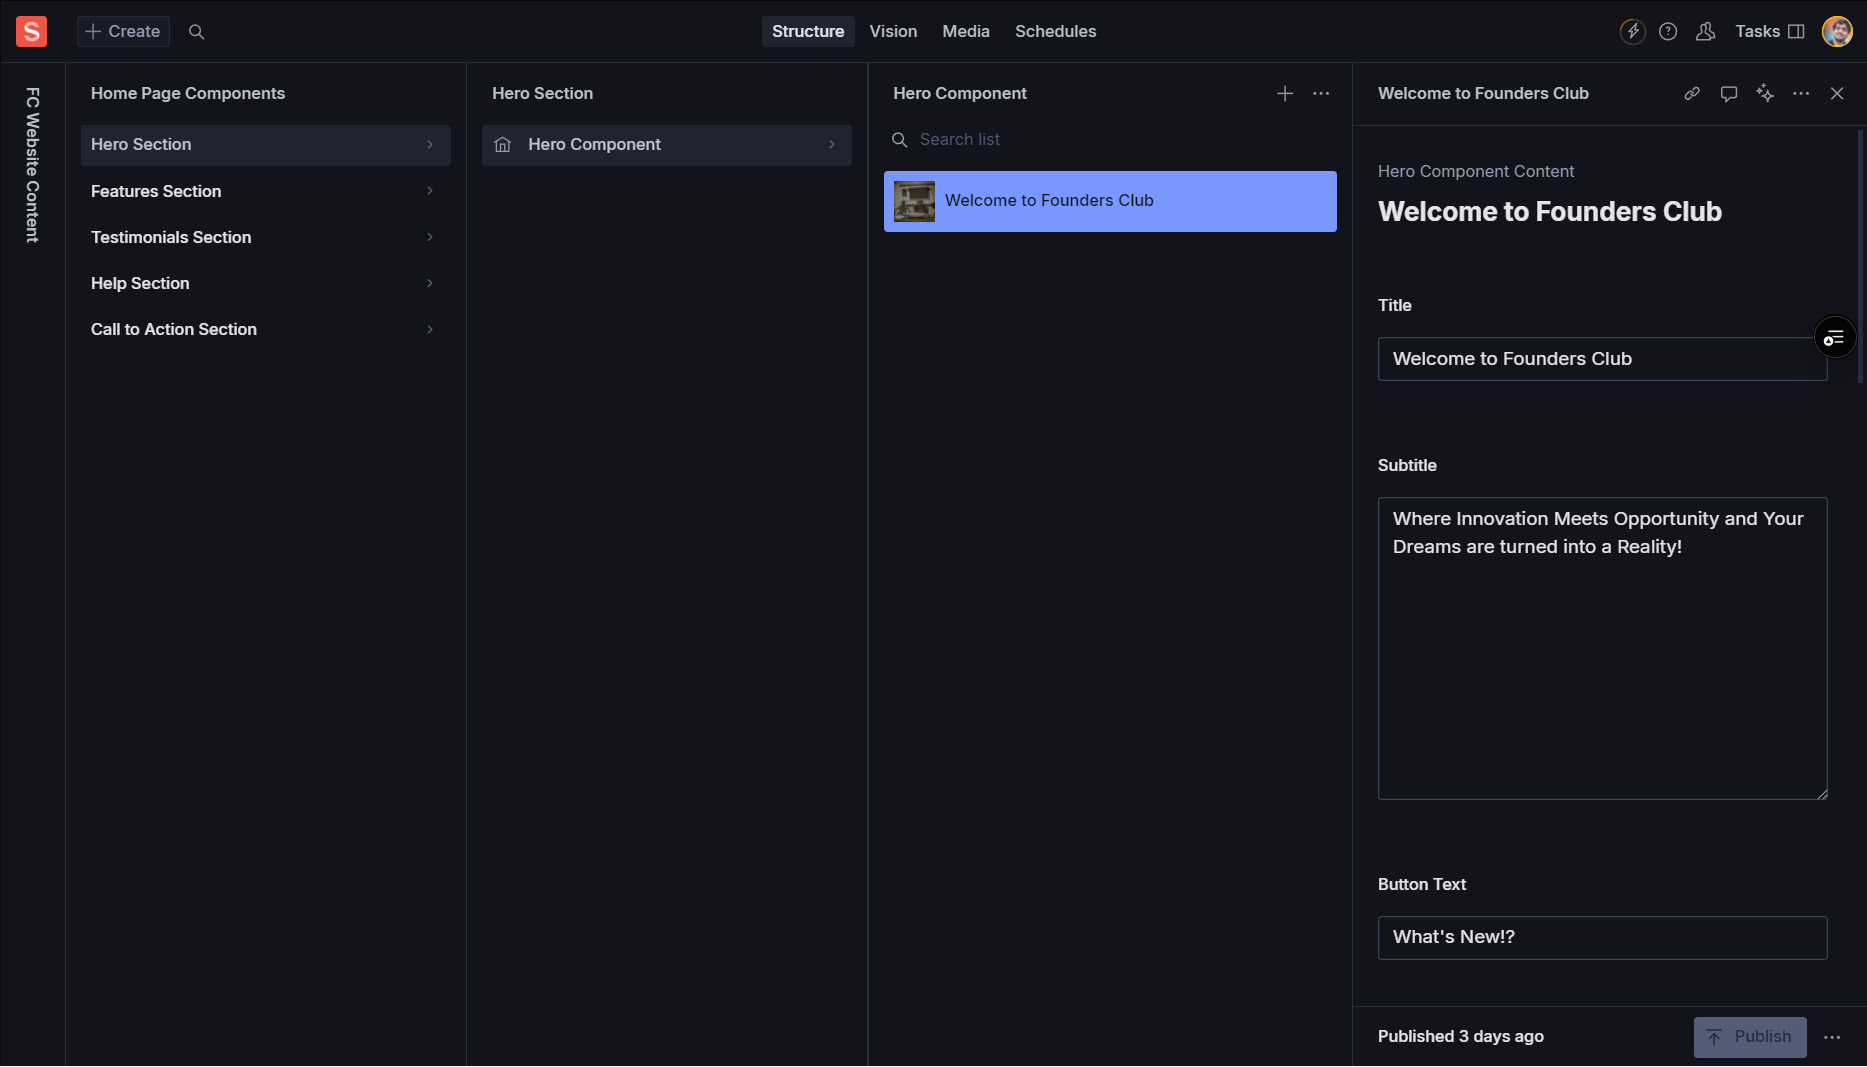 S
Create
Structure
Vision
Media
Schedules
Tasks
FC Website Content
Home Page Components
Hero Section
Features Section
Testimonials Section
Help Section
Call to Action Section
Hero Section
Hero Component
Hero Component
Search list
Welcome to Founders Club
Welcome to Founders Club
Hero Component Content
Welcome to Founders Club
Title
Welcome to Founders Club
Subtitle
Where Innovation Meets Opportunity and Your
Dreams are turned into a Reality!
Button Text
What's New!?
Published 3 days ago
Publish